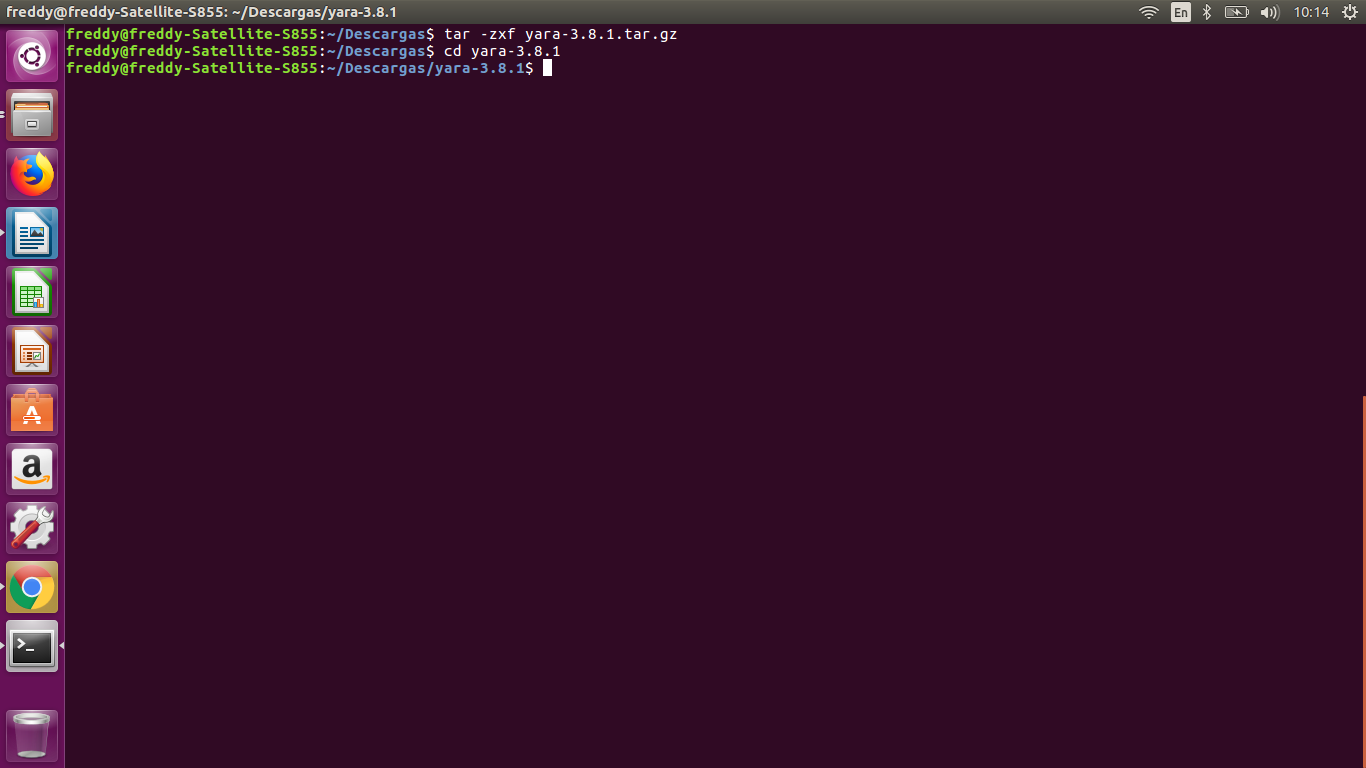 freddy@freddy-Satellite-S855: ~/Descargas/yara-3.8.1
En
10:14
freddy@freddy-Satellite-S855:~/Descargas$ tar -zxf yara-3.8.1.tar.gz
freddy@freddy-Satellite-S855:~/Descargas$ cd yara-3.8.1
freddy@freddy-Satellite-S855:~/Descargas/yara-3.8.1$